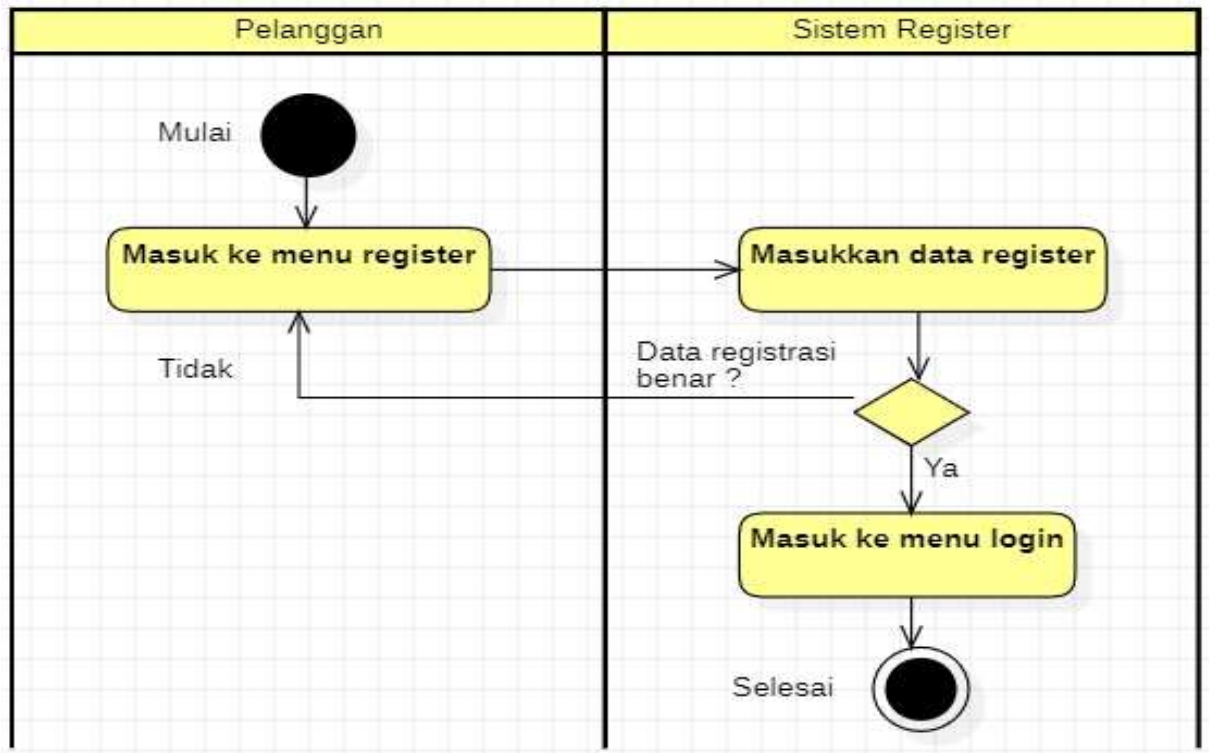 Pelanggan
Sistem Register
Mulai
Masuk ke menu register
Masukkan data register
Tidak
Data registrasi
benar ?
Ya
Masuk ke menu login
Selesai